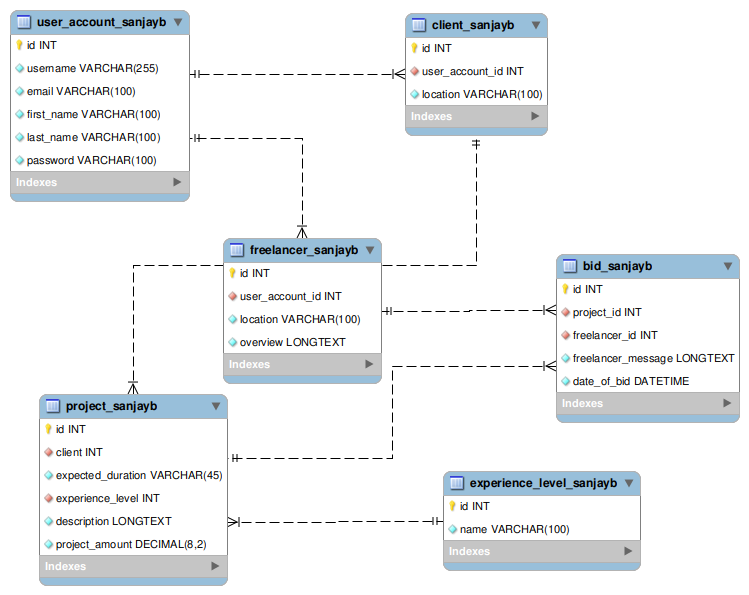 user_account_sanjayb
id INT
username VARCHAR(255)
email VARCHAR(100)
first_name VARCHAR(100)
last_name VARCHAR(100)
password VARCHAR(100)
Indexes
client_sanjayb
id INT
user_account_id INT
location VARCHAR(100)
Indexes
freelancer_sanjayb
id INT
user_account_id INT
location VARCHAR(100)
overview LONGTEXT
Indexes
bid_sanjayb
id INT
project_id INT
freelancer_id INT
freelancer_message LONGTEXT
date_of_bid DATETIME
Indexes
project_sanjayb
id INT
client INT
expected_duration VARCHAR(45)
experience_level INT
description LONGTEXT
project_amount DECIMAL(8,2)
Indexes
experience_level_sanjayb
id INT
name VARCHAR(100)
Indexes